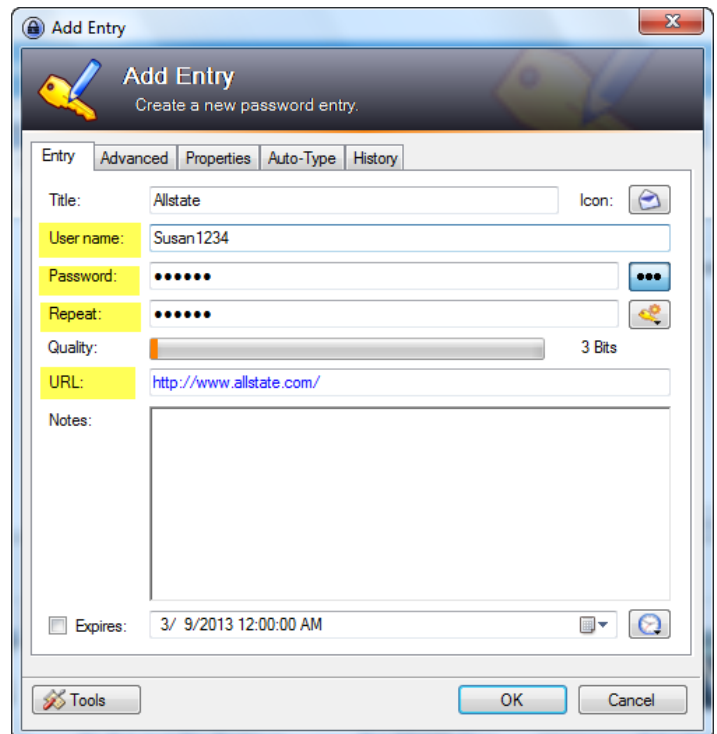 Add Entry
Add Entry
Create a new password entry.
Entry Advanced Properties Auto-Type History
Title: Allstate Icon:
User name: Susan1234
Password: ●●●●●● ●●●
Repeat: ●●●●●●
Quality: 3 Bits
URL: http://www.allstate.com/
Notes:
Expires: 3/ 9/2013 12:00:00 AM
Tools OK Cancel